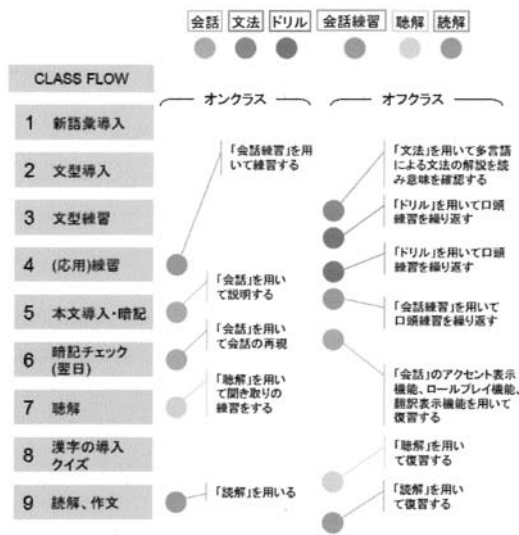 会話 文法 ドリル 会話練習 聴解 読解
CLASS FLOW
オンクラス
オフクラス
1 新語彙導入
2 文型導入
3 文型練習
4 (応用)練習
5 本文導入・暗記
6 暗記チェック
(翌日)
7 聴解
8 漢字の導入
クイズ
9 読解、作文
「会話練習」を用
いて練習する
「会話」を用い
て説明する
「会話」を用い
て会話の再現
「聴解」を用い
て聞き取りの
練習をする
「読解」を用いる
「文法」を用いて多言語
による文法の解説を読
み意味を確認する
「ドリル」を用いて口頭
練習を繰り返す
「ドリル」を用いて口頭
練習を繰り返す
「会話練習」を用いて
口頭練習を繰り返す
「会話」のアクセント表示
機能、ロールプレイ機能、
翻訳表示機能を用いて
復習する
「聴解」を用い
て復習する
「読解」を用い
て復習する